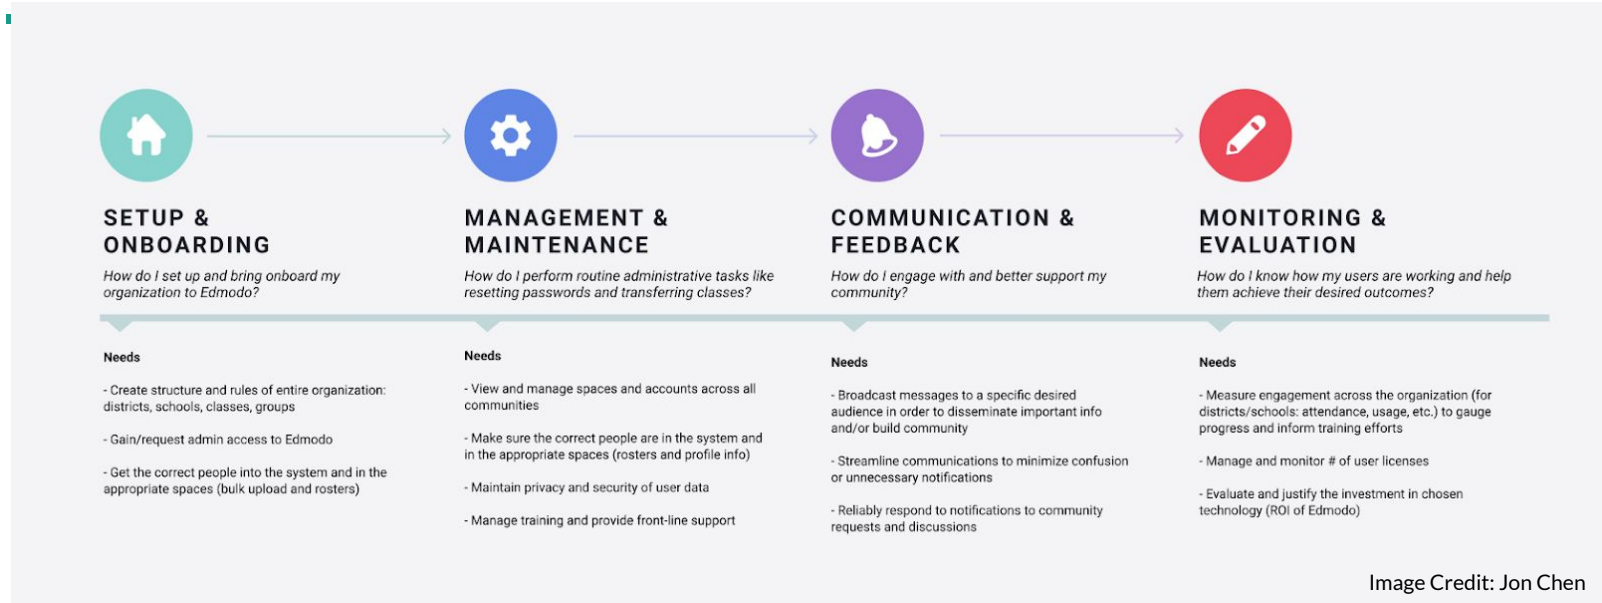 SETUP &
ONBOARDING
How do I set up and bring onboard my
organization to Edmodo?
Needs
- Create structure and rules of entire organization:
districts, schools, classes, groups
- Gain/request admin access to Edmodo
- Get the correct people into the system and in the
appropriate spaces (bulk upload and rosters)
MANAGEMENT &
MAINTENANCE
How do I perform routine administrative tasks like
resetting passwords and transferring classes?
Needs
- View and manage spaces and accounts across all
communities
- Make sure the correct people are in the system and
in the appropriate spaces (rosters and profile info)
- Maintain privacy and security of user data
- Manage training and provide front-line support
COMMUNICATION &
FEEDBACK
How do I engage with and better support my
community?
Needs
- Broadcast messages to a specific desired
audience in order to disseminate important info
and/or build community
- Streamline communications to minimize confusion
or unnecessary notifications
- Reliably respond to notifications to community
requests and discussions
MONITORING &
EVALUATION
How do I know how my users are working and help
them achieve their desired outcomes?
Needs
- Measure engagement across the organization (for
districts/schools: attendance, usage, etc.) to gauge
progress and inform training efforts
- Manage and monitor # of user licenses
- Evaluate and justify the investment in chosen
technology (ROI of Edmodo)
Image Credit: Jon Chen